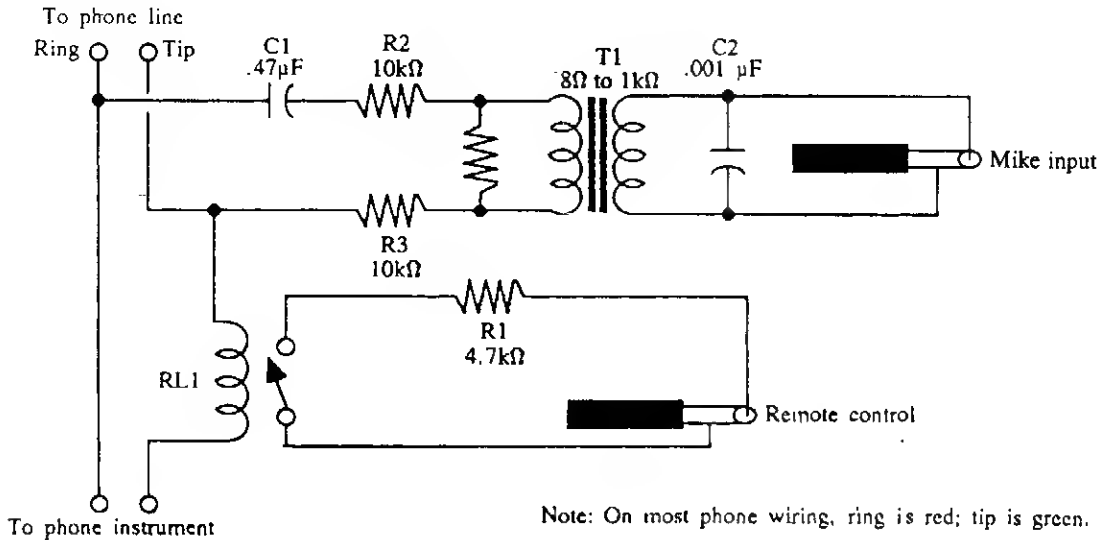 To phone line
Ring
Tip
C1
.47µF
R2
10kΩ
T1
8Ω to 1kΩ
C2
.001 µF
Mike input
R3
10kΩ
R1
4.7kΩ
RL1
Remote control
To phone instrument
Note: On most phone wiring, ring is red; tip is green.